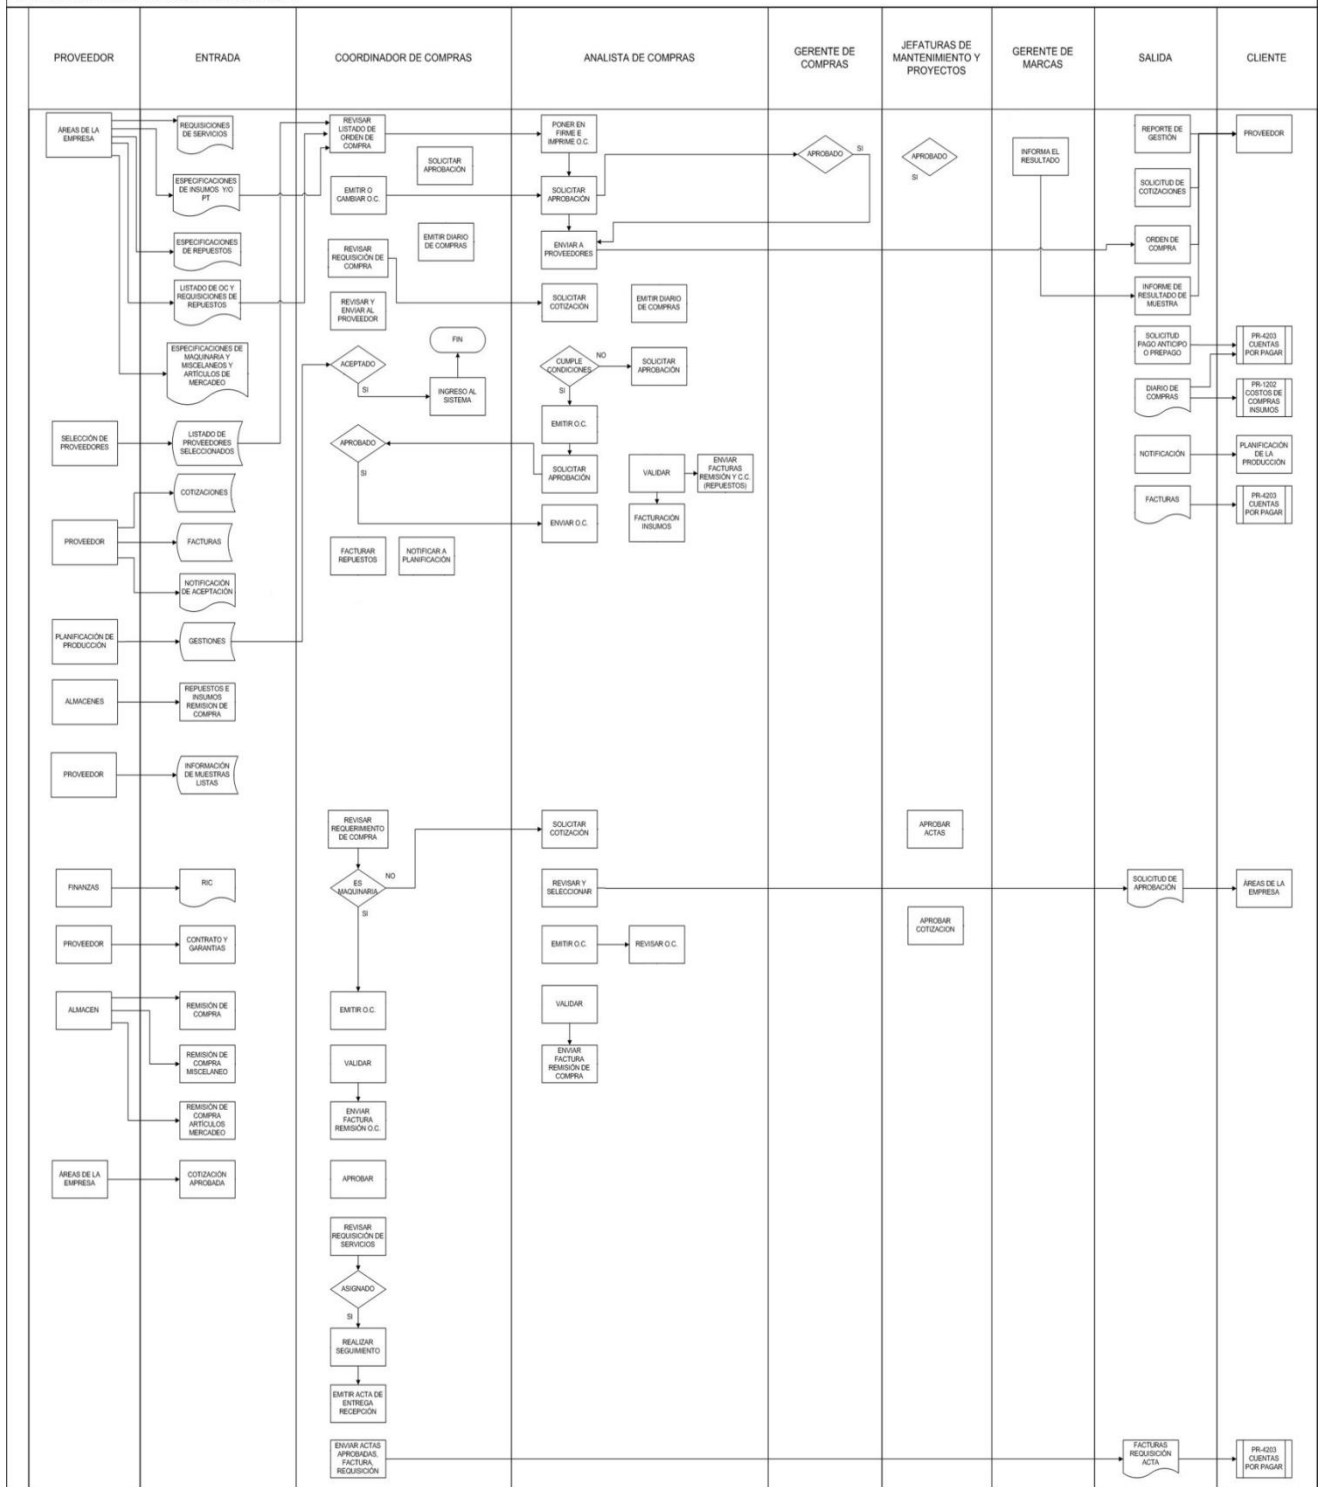 PROVEEDOR
ENTRADA
COORDINADOR DE COMPRAS
ANALISTA DE COMPRAS
GERENTE DE
COMPRAS
JEFATURAS DE
MANTENIMIENTO Y
PROYECTOS
GERENTE DE
MARCAS
SALIDA
CLIENTE
ÁREAS DE LA
EMPRESA
REQUISICIONES
DE SERVICIOS
REVISAR
LISTADO DE
ORDEN DE
COMPRA
SOLICITAR
APROBACIÓN
PONER EN
FIRME E
IMPRIME O.C.
APROBADO
SI
APROBADO
SI
INFORMA EL
RESULTADO
REPORTE DE
GESTIÓN
PROVEEDOR
ESPECIFICACIONES
DE INSUMOS Y/O
PT
EMITIR O
CAMBIAR O.C.
SOLICITAR
APROBACIÓN
SOLICITUD DE
COTIZACIONES
ESPECIFICACIONES
DE REPUESTOS
REVISAR
REQUISICIÓN DE
COMPRA
EMITIR DIARIO
DE COMPRAS
ENVIAR A
PROVEEDORES
ORDEN DE
COMPRA
LISTADO DE OC Y
REQUISICIONES DE
REPUESTOS
REVISAR Y
ENVIAR AL
PROVEEDOR
SOLICITAR
COTIZACIÓN
EMITIR DIARIO
DE COMPRAS
INFORME DE
RESULTADO DE
MUESTRA
ESPECIFICACIONES DE
MAQUINARIA Y
MISCELANEOS Y
ARTÍCULOS DE
MERCADEO
ACEPTADO
SI
FIN
INGRESO AL
SISTEMA
CUMPLE
CONDICIONES
NO
SI
SOLICITAR
APROBACIÓN
SOLICITUD
PAGO ANTICIPO
O PREPAGO
PR-4203
CUENTAS
POR PAGAR
DIARIO DE
COMPRAS
PR-1202
COSTOS DE
COMPRAS
INSUMOS
SELECCIÓN DE
PROVEEDORES
LISTADO DE
PROVEEDORES
SELECCIONADOS
APROBADO
SI
EMITIR O.C.
SOLICITAR
APROBACIÓN
VALIDAR
ENVIAR
FACTURAS
REMISIÓN Y C.C.
(REPUESTOS)
NOTIFICACIÓN
PLANIFICACIÓN
DE LA
PRODUCCIÓN
COTIZACIONES
ENVIAR O.C.
FACTURACIÓN
INSUMOS
FACTURAS
PR-4203
CUENTAS
POR PAGAR
PROVEEDOR
FACTURAS
FACTURAR
REPUESTOS
NOTIFICAR A
PLANIFICACIÓN
NOTIFICACIÓN
DE ACEPTACIÓN
PLANIFICACIÓN DE
PRODUCCIÓN
GESTIONES
ALMACENES
REPUESTOS E
INSUMOS
REMISION DE
COMPRA
PROVEEDOR
INFORMACIÓN
DE MUESTRAS
LISTAS
REVISAR
REQUERIMIENTO
DE COMPRA
SOLICITAR
COTIZACIÓN
APROBAR
ACTAS
FINANZAS
RIC
ES
MAQUINARIA
NO
SI
REVISAR Y
SELECCIONAR
SOLICITUD DE
APROBACIÓN
ÁREAS DE LA
EMPRESA
PROVEEDOR
CONTRATO Y
GARANTIAS
EMITIR O.C.
REVISAR O.C.
APROBAR
COTIZACION
ALMACEN
REMISIÓN DE
COMPRA
EMITIR O.C.
VALIDAR
REMISIÓN DE
COMPRA
MISCELANEO
VALIDAR
ENVIAR
FACTURA
REMISIÓN DE
COMPRA
REMISIÓN DE
COMPRA
ARTÍCULOS
MERCADEO
ENVIAR
FACTURA
REMISIÓN O.C.
ÁREAS DE LA
EMPRESA
COTIZACIÓN
APROBADA
APROBAR
REVISAR
REQUISICIÓN DE
SERVICIOS
ASIGNADO
SI
REALIZAR
SEGUIMIENTO
EMITIR ACTA DE
ENTREGA
RECEPCIÓN
ENVIAR ACTAS
APROBADAS,
FACTURA,
REQUISICIÓN
FACTURAS
REQUISICIÓN
ACTA
PR-4203
CUENTAS
POR PAGAR